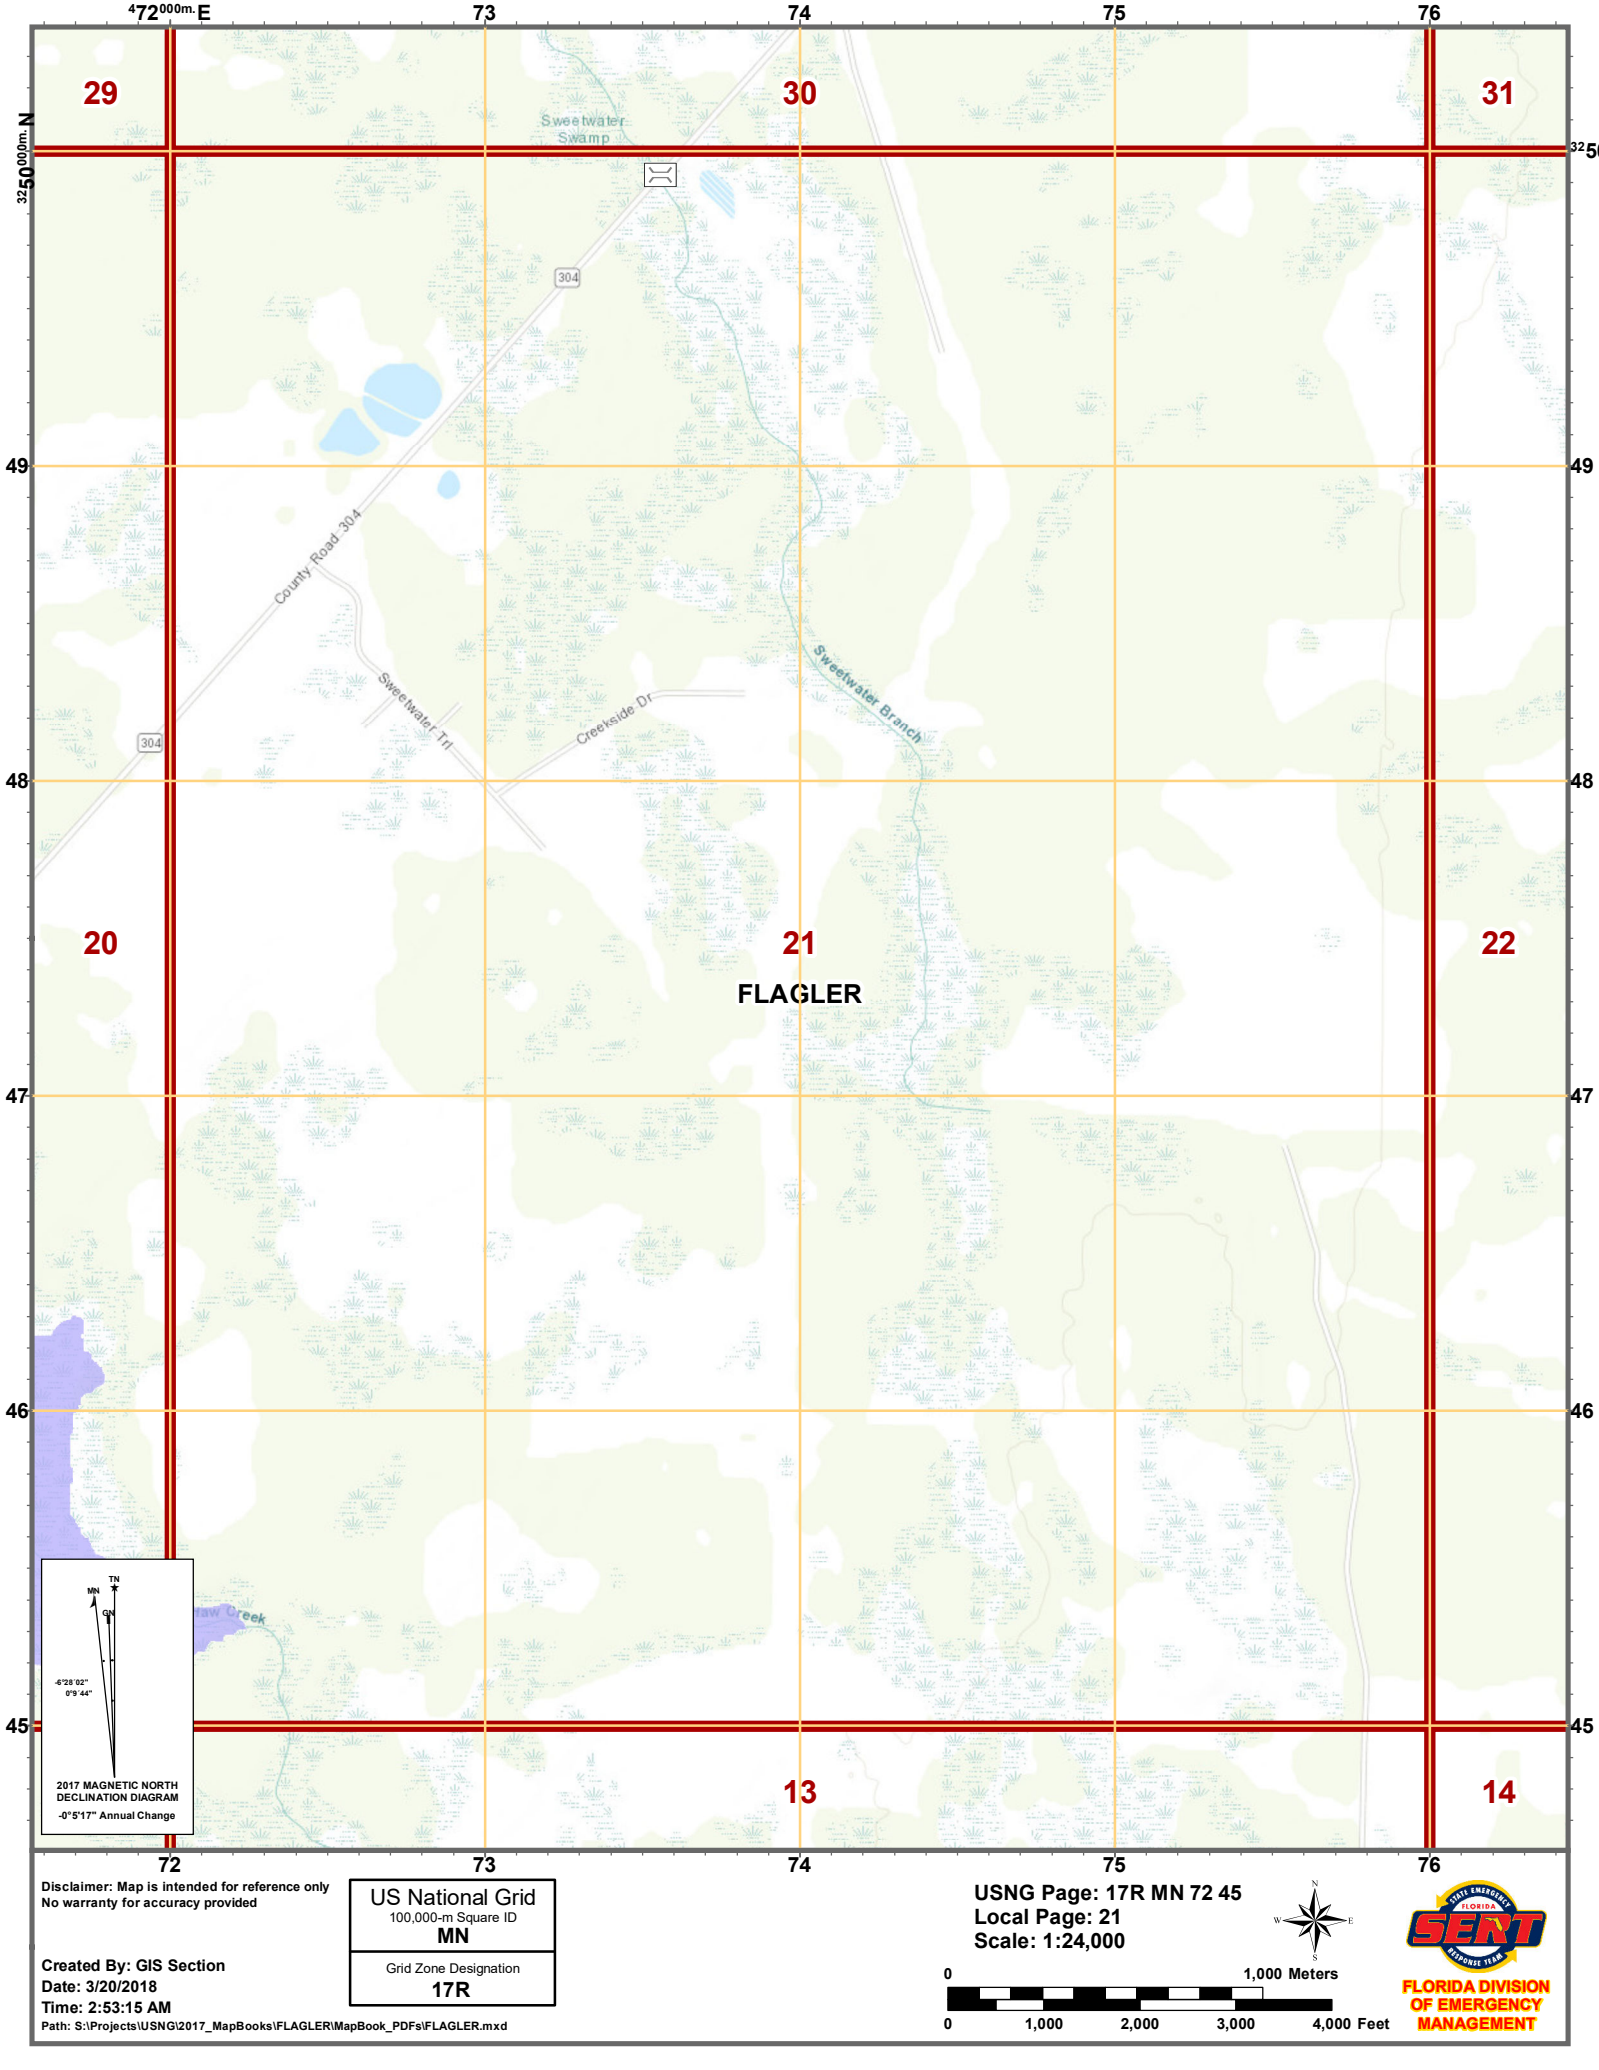 472000m.E 73 74 75 76
29 30 31
3250000m.N
Sweetwater
Swamp
3250
304
49 49
County Road 304
Sweetwater Trl
Creekside Dr
Sweetwater Branch
304
48 48
20 21 22
FLAGLER
47 47
46 46
Haw Creek
TN
MN
GN
-6°28'02"
0°9'44"
2017 MAGNETIC NORTH
DECLINATION DIAGRAM
-0°5'17" Annual Change
45 45
13 14
72 73 74 75 76
Disclaimer: Map is intended for reference only
No warranty for accuracy provided
Created By: GIS Section
Date: 3/20/2018
Time: 2:53:15 AM
Path: S:\Projects\USNG\2017_MapBooks\FLAGLER\MapBook_PDFs\FLAGLER.mxd
US National Grid
100,000-m Square ID
MN
Grid Zone Designation
17R
USNG Page: 17R MN 72 45
Local Page: 21
Scale: 1:24,000
N
W E
S
0 1,000 Meters
0 1,000 2,000 3,000 4,000 Feet
STATE EMERGENCY
FLORIDA
SERT
RESPONSE TEAM
FLORIDA DIVISION
OF EMERGENCY
MANAGEMENT